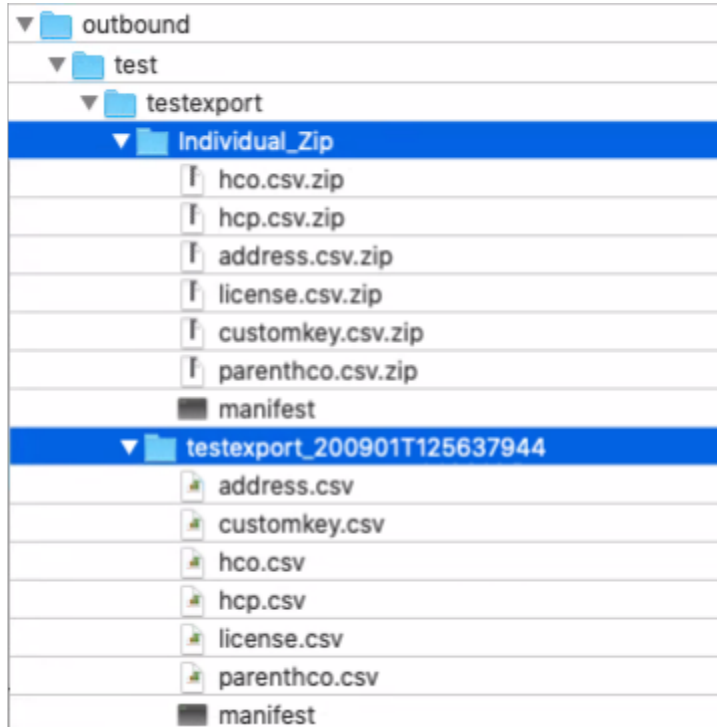 outbound
test
testexport
Individual_Zip
hco.csv.zip
hcp.csv.zip
address.csv.zip
license.csv.zip
customkey.csv.zip
parenthco.csv.zip
manifest
testexport_200901T125637944
address.csv
customkey.csv
hco.csv
hcp.csv
license.csv
parenthco.csv
manifest